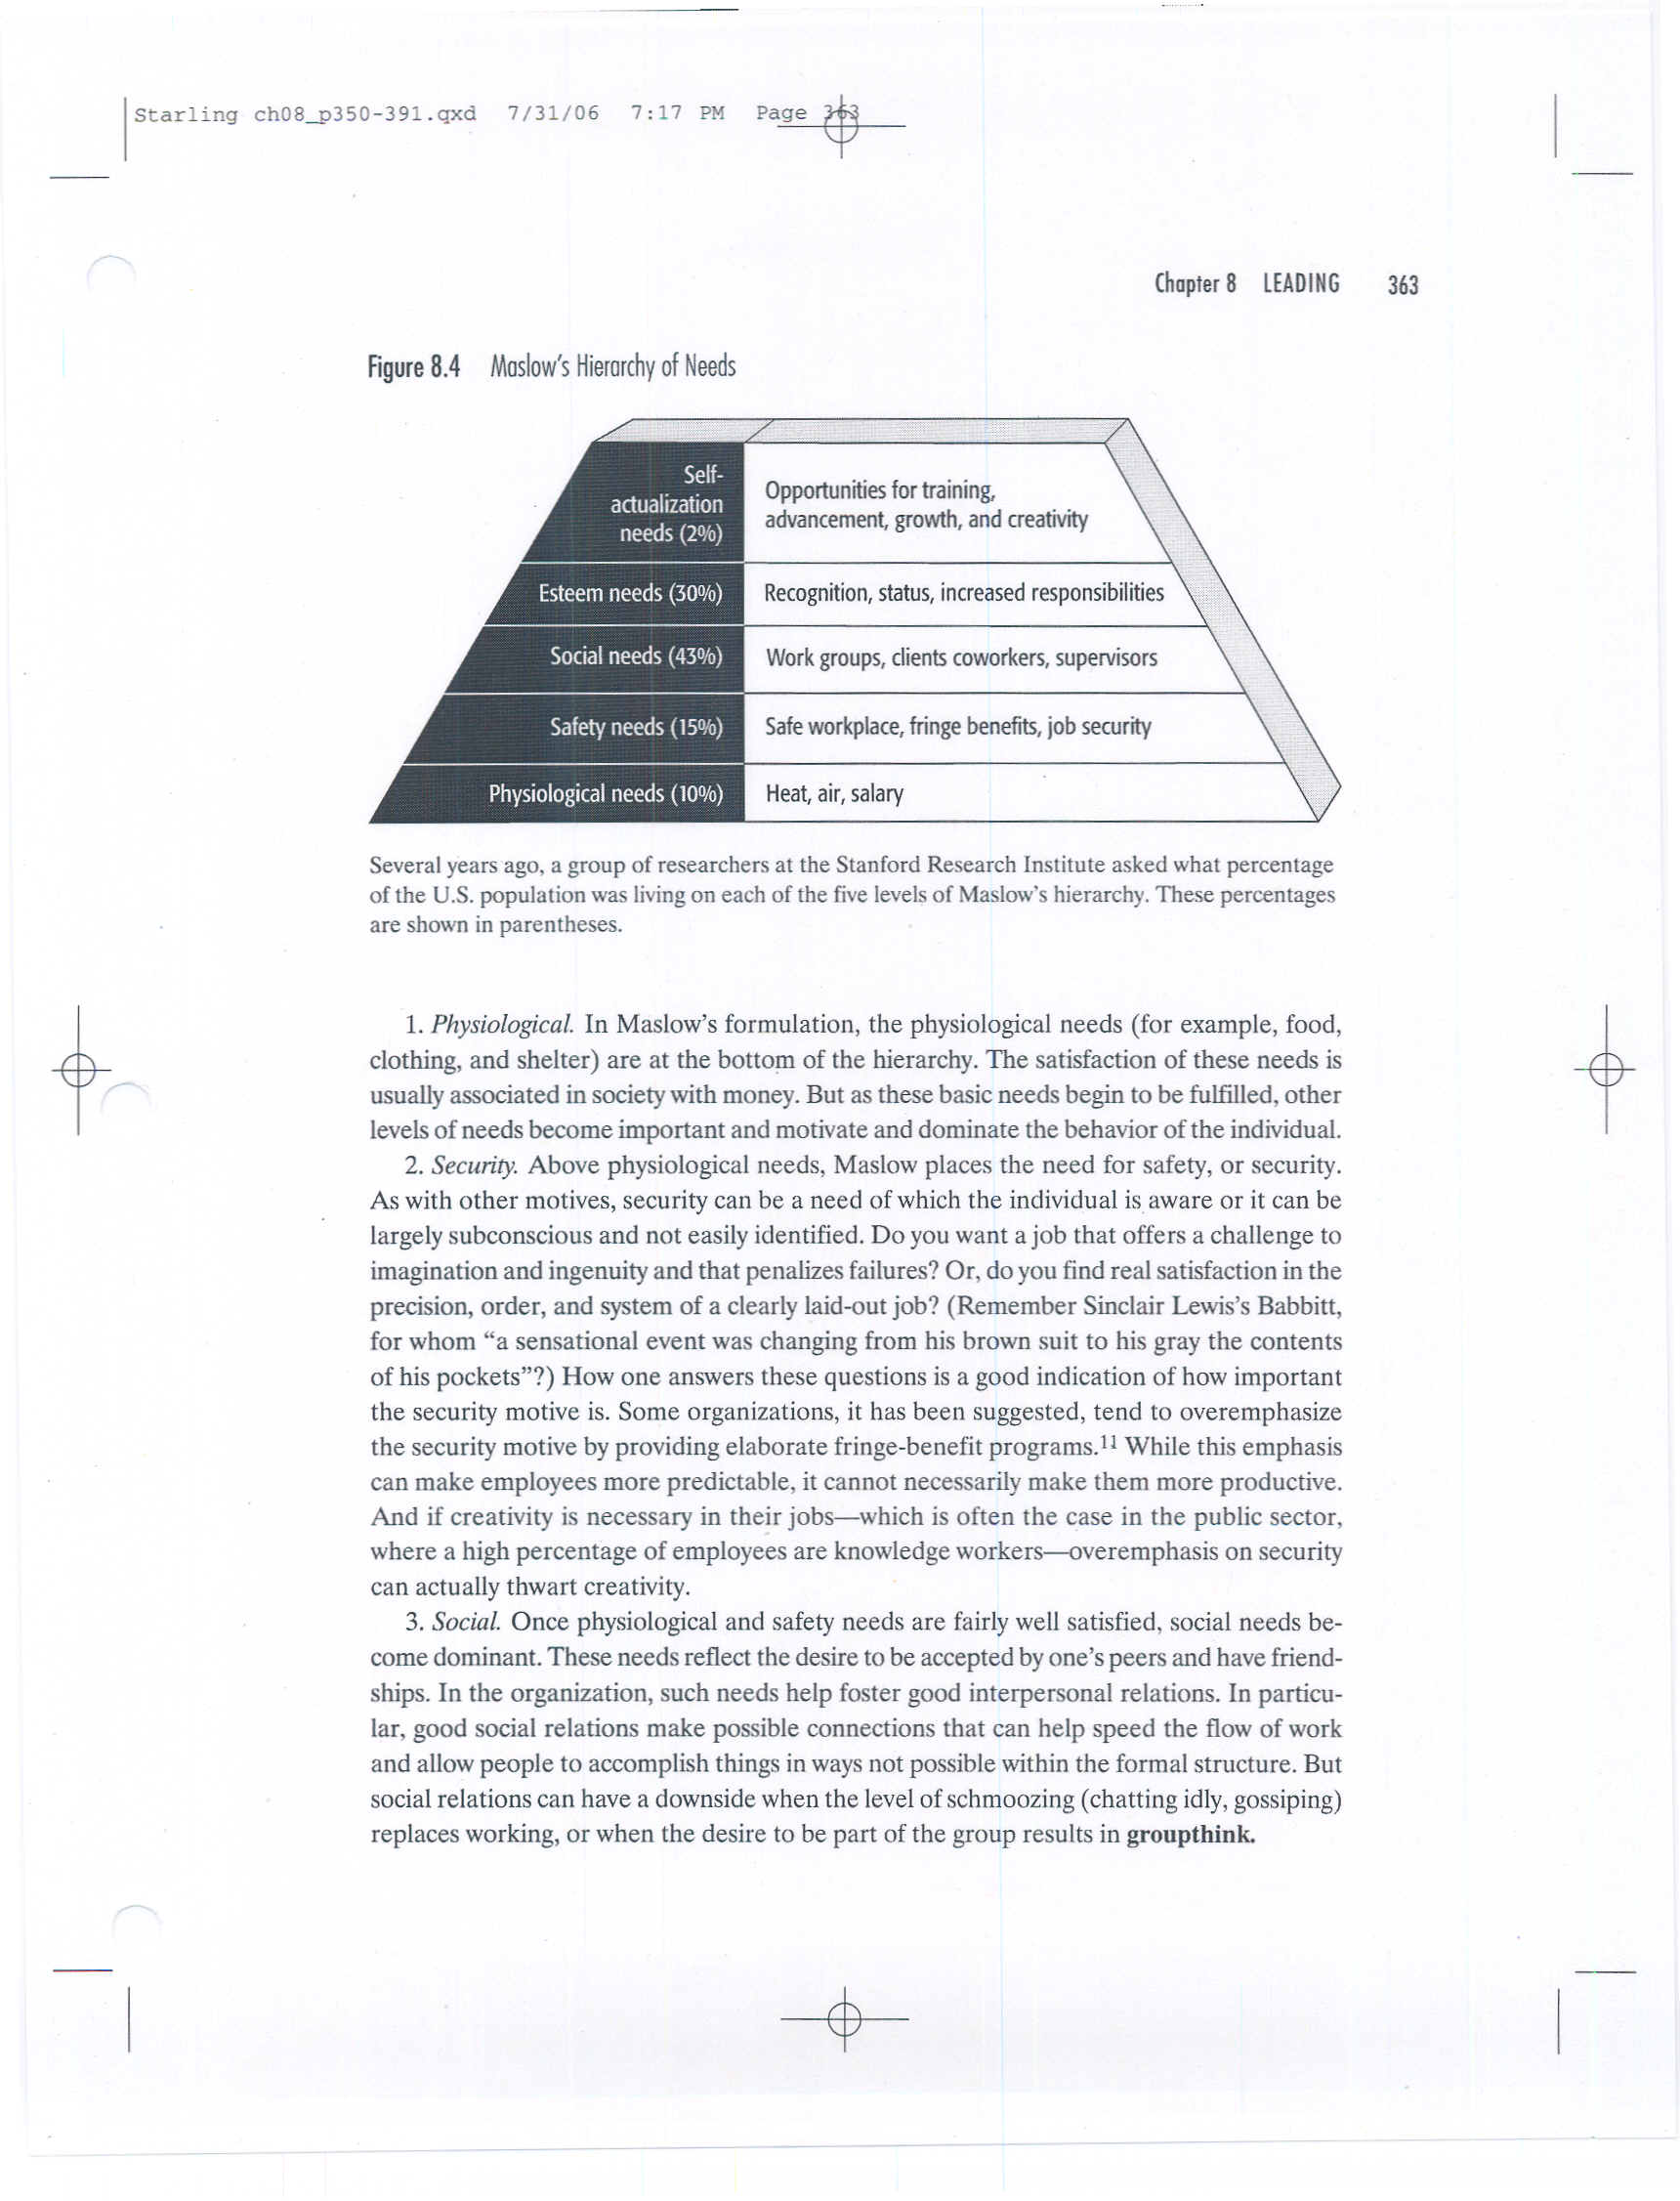 Starling ch08_p350-391.qxd 7/31/06 7:17 PM Page 363
Chapter 8 LEADING 363
Figure 8.4 Maslow's Hierarchy of Needs
Self-
actualization
needs (2%)
Opportunities for training,
advancement, growth, and creativity
Esteem needs (30%)
Recognition, status, increased responsibilities
Social needs (43%)
Work groups, clients coworkers, supervisors
Safety needs (15%)
Safe workplace, fringe benefits, job security
Physiological needs (10%)
Heat, air, salary
Several years ago, a group of researchers at the Stanford Research Institute asked what percentage
of the U.S. population was living on each of the five levels of Maslow's hierarchy. These percentages
are shown in parentheses.
1. Physiological. In Maslow's formulation, the physiological needs (for example, food,
clothing, and shelter) are at the bottom of the hierarchy. The satisfaction of these needs is
usually associated in society with money. But as these basic needs begin to be fulfilled, other
levels of needs become important and motivate and dominate the behavior of the individual.
2. Security. Above physiological needs, Maslow places the need for safety, or security.
As with other motives, security can be a need of which the individual is aware or it can be
largely subconscious and not easily identified. Do you want a job that offers a challenge to
imagination and ingenuity and that penalizes failures? Or, do you find real satisfaction in the
precision, order, and system of a clearly laid-out job? (Remember Sinclair Lewis's Babbitt,
for whom “a sensational event was changing from his brown suit to his gray the contents
of his pockets”?) How one answers these questions is a good indication of how important
the security motive is. Some organizations, it has been suggested, tend to overemphasize
the security motive by providing elaborate fringe-benefit programs.11 While this emphasis
can make employees more predictable, it cannot necessarily make them more productive.
And if creativity is necessary in their jobs—which is often the case in the public sector,
where a high percentage of employees are knowledge workers—overemphasis on security
can actually thwart creativity.
3. Social. Once physiological and safety needs are fairly well satisfied, social needs be-
come dominant. These needs reflect the desire to be accepted by one's peers and have friend-
ships. In the organization, such needs help foster good interpersonal relations. In particu-
lar, good social relations make possible connections that can help speed the flow of work
and allow people to accomplish things in ways not possible within the formal structure. But
social relations can have a downside when the level of schmoozing (chatting idly, gossiping)
replaces working, or when the desire to be part of the group results in groupthink.